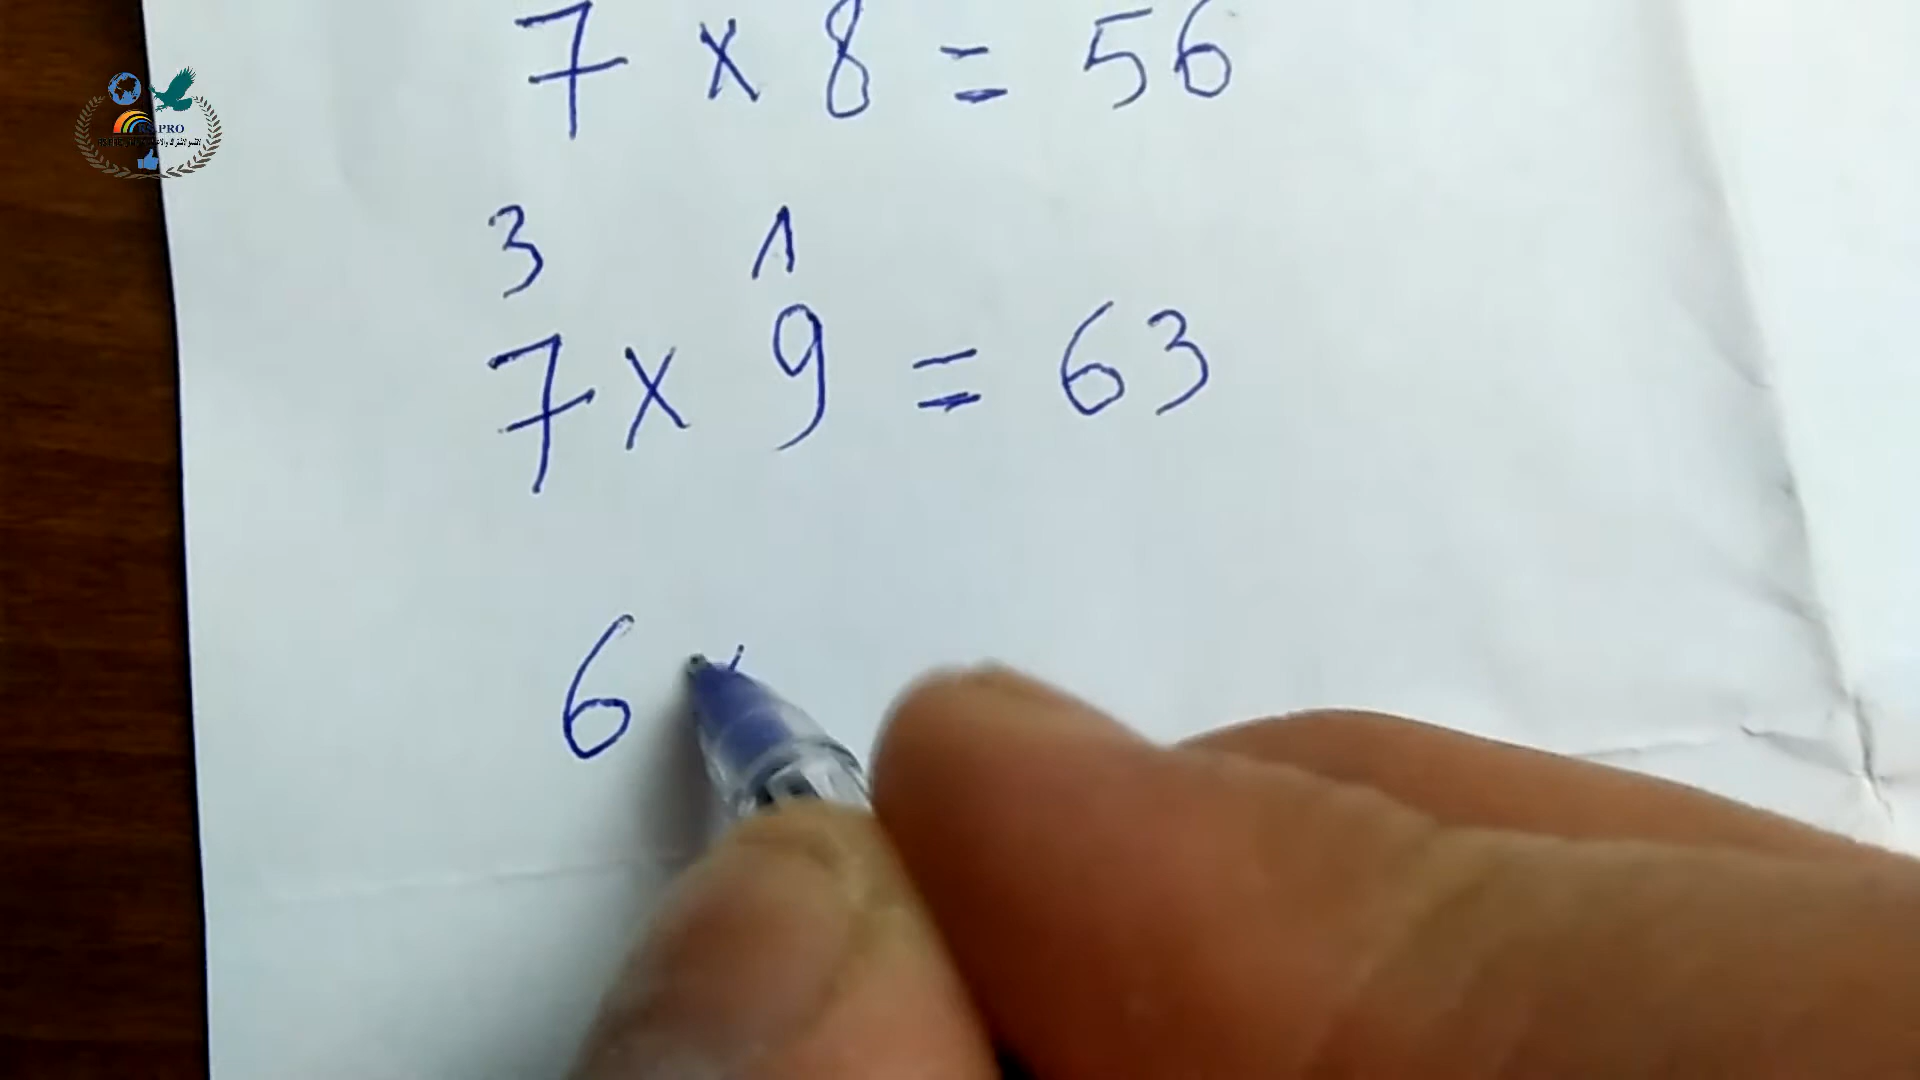 7 x 8 = 56
3 1
7 x 9 = 63
6